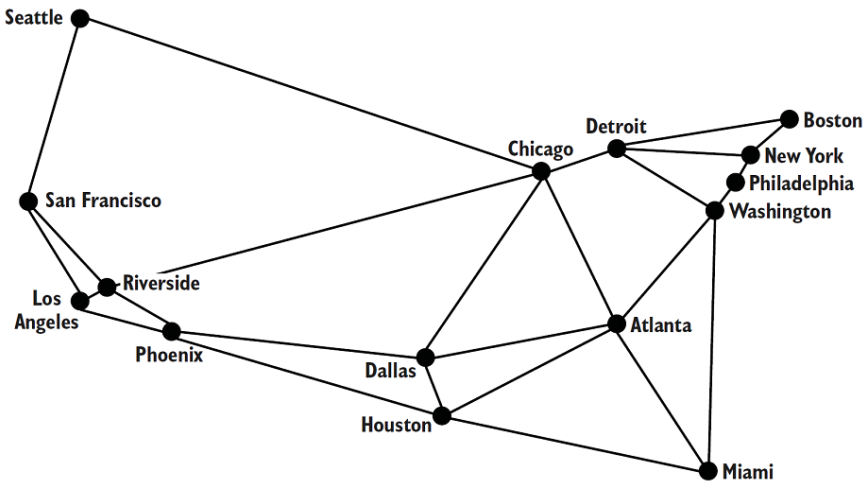 Seattle
Boston
Detroit
Chicago
New York
Philadelphia
San Francisco
Washington
Riverside
Los
Angeles
Atlanta
Phoenix
Dallas
Houston
Miami